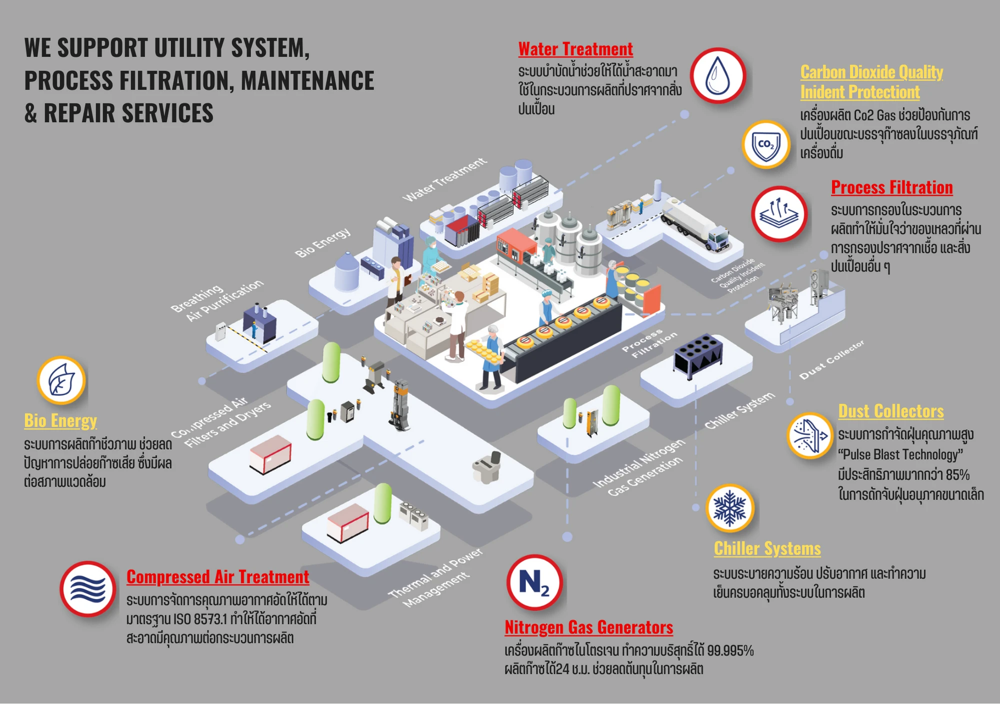 WE SUPPORT UTILITY SYSTEM,
PROCESS FILTRATION, MAINTENANCE
& REPAIR SERVICES
Water Treatment
ระบบบำบัดน้ำช่วยให้ได้น้ำสะอาดมา
ใช้ในกระบวนการผลิตที่ปราศจากสิ่ง
ปนเปื้อน
Carbon Dioxide Quality
Inident Protectiont
เครื่องผลิต Co2 Gas ช่วยป้องกันการ
ปนเปื้อนขณะบรรจุก๊าซลงในบรรจุภัณฑ์
เครื่องดื่ม
CO2
Process Filtration
ระบบการกรองในระบวนการ
ผลิตทำให้มั่นใจว่าของเหลวที่ผ่าน
การกรองปราศจากเชื้อ และสิ่ง
ปนเปื้อนอื่น ๆ
Water Treatment
Bio Energy
Breathing
Air Purrification
Carbon Dioxide
Quality Incident
Protection
Process
Filtration
Dust Collector
Compressed Air
Filters and Dryers
Chiller System
Industrial Nitrogen
Gas Generation
Thermal and Power
Management
Bio Energy
ระบบการผลิตก๊าชีวภาพ ช่วยลด
ปัญหาการปล่อยก๊าซเสีย ซึ่งมีผล
ต่อสภาพแวดล้อม
Dust Collectors
ระบบการกำจัดฝุ่นคุณภาพสูง
“Pulse Blast Technology”
มีประสิทธิภาพมากกว่า 85%
ในการดักจับฝุ่นอนุภาคขนาดเล็ก
Chiller Systems
ระบบระบายความร้อน ปรับอากาศ และทำความ
เย็นครบอคลุมทั้งระบบในการผลิต
Compressed Air Treatment
ระบบการจัดการคุณภาพอากาศอัดให้ได้ตาม
มาตรฐาน ISO 8573.1 ทำให้ได้อากาศอัดที่
สะอาดมีคุณภาพต่อกระบวนการผลิต
N2
Nitrogen Gas Generators
เครื่องผลิตก๊าซไนโตรเจน ทำความบริสุทธิ์ได้ 99.995%
ผลิตก๊าซได้24 ช.ม. ช่วยลดต้นทุนในการผลิต